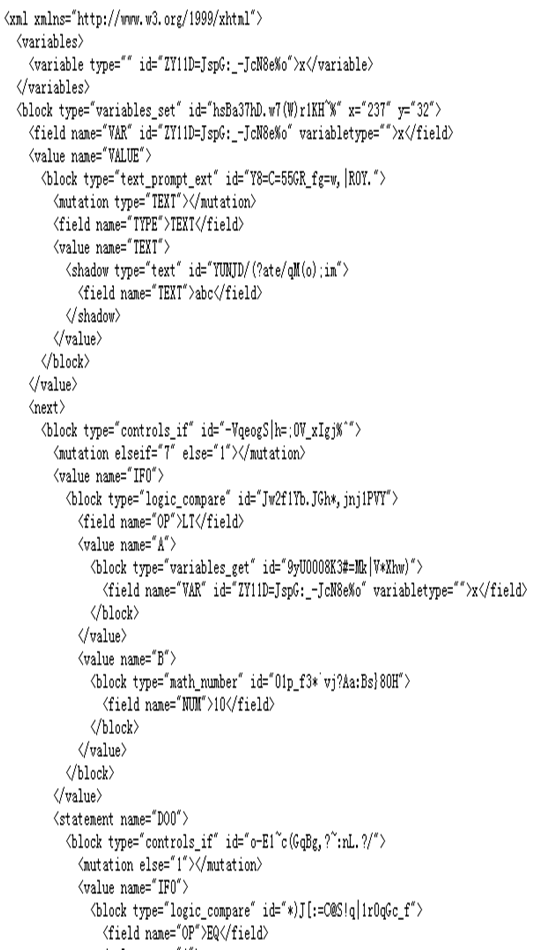 <xml xmlns="http://www.w3.org/1999/xhtml">
<variables>
<variable type="" id="ZY11D=JspG:_-JcN8e%o">x</variable>
</variables>
<block type="variables_set" id="hsBa37hD.w7(W)r1KH^%" x="237" y="32">
<field name="VAR" id="ZY11D=JspG:_-JcN8e%o" variabletype="">x</field>
<value name="VALUE">
<block type="text_prompt_ext" id="Y8=C=55GR_fg=w,|R0Y.">
<mutation type="TEXT"></mutation>
<field name="TYPE">TEXT</field>
<value name="TEXT">
<shadow type="text" id="YUNJD/(?ate/qM(o);im">
<field name="TEXT">abc</field>
</shadow>
</value>
</block>
</value>
<next>
<block type="controls_if" id="-VqeogS|h=;0V_xIgj%^">
<mutation elseif="7" else="1"></mutation>
<value name="IF0">
<block type="logic_compare" id="Jw2f1Yb.JGh*,jnj1PVY">
<field name="OP">LT</field>
<value name="A">
<block type="variables_get" id="9yU0008K3#=Mk|V*Xhw)">
<field name="VAR" id="ZY11D=JspG:_-JcN8e%o" variabletype="">x</field>
</block>
</value>
<value name="B">
<block type="math_number" id="01p_f3*`vj?Aa:Bs}80H">
<field name="NUM">10</field>
</block>
</value>
</block>
</value>
<statement name="DO0">
<block type="controls_if" id="o-E1~c(GqBg,?~:nL.?/">
<mutation else="1"></mutation>
<value name="IF0">
<block type="logic_compare" id="*)J[:=C@S!q|1r0qGc_f">
<field name="OP">EQ</field>